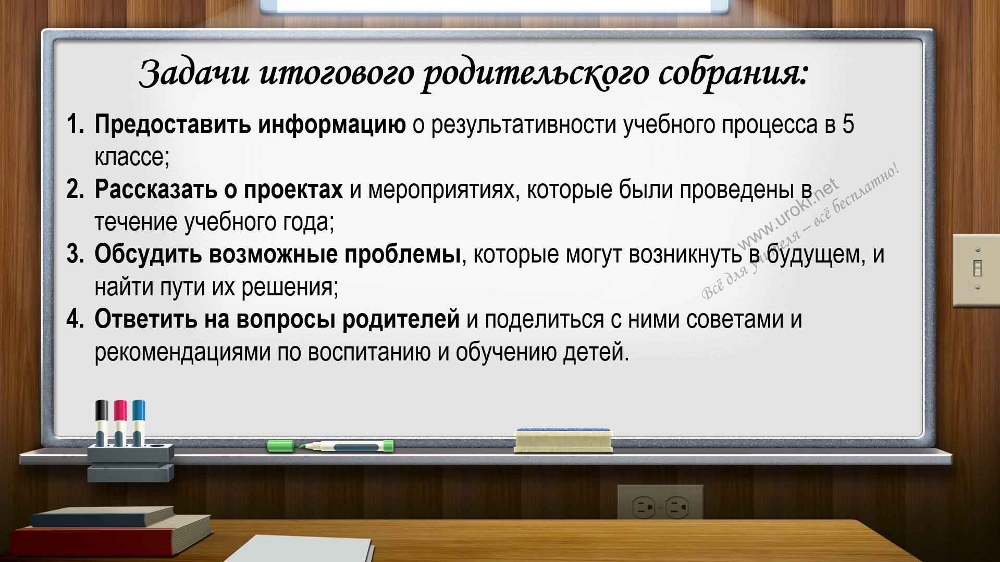 Задачи итогового родительского собрания:
1. Предоставить информацию о результативности учебного процесса в 5
классе;
2. Рассказать о проектах и мероприятиях, которые были проведены в
течение учебного года;
3. Обсудить возможные проблемы, которые могут возникнуть в будущем, и
найти пути их решения;
4. Ответить на вопросы родителей и поделиться с ними советами и
рекомендациями по воспитанию и обучению детей.
www.uroki.net
Всё для учителя – всё бесплатно!